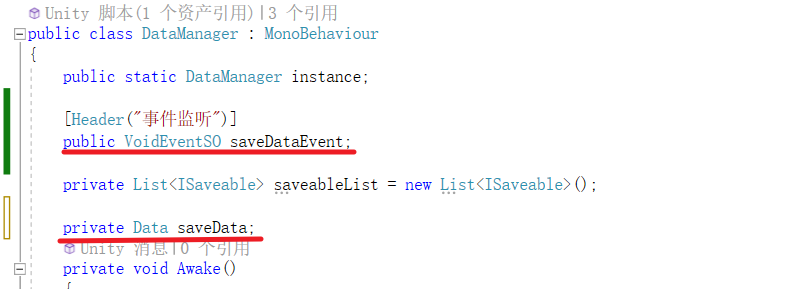 Unity 脚本(1 个资产引用)|3 个引用
public class DataManager : MonoBehaviour
{
public static DataManager instance;
[Header("事件监听")]
public VoidEventSO saveDataEvent;
private List<ISaveable> saveableList = new List<ISaveable>();
private Data saveData;
Unity 消息|0 个引用
private void Awake()
{